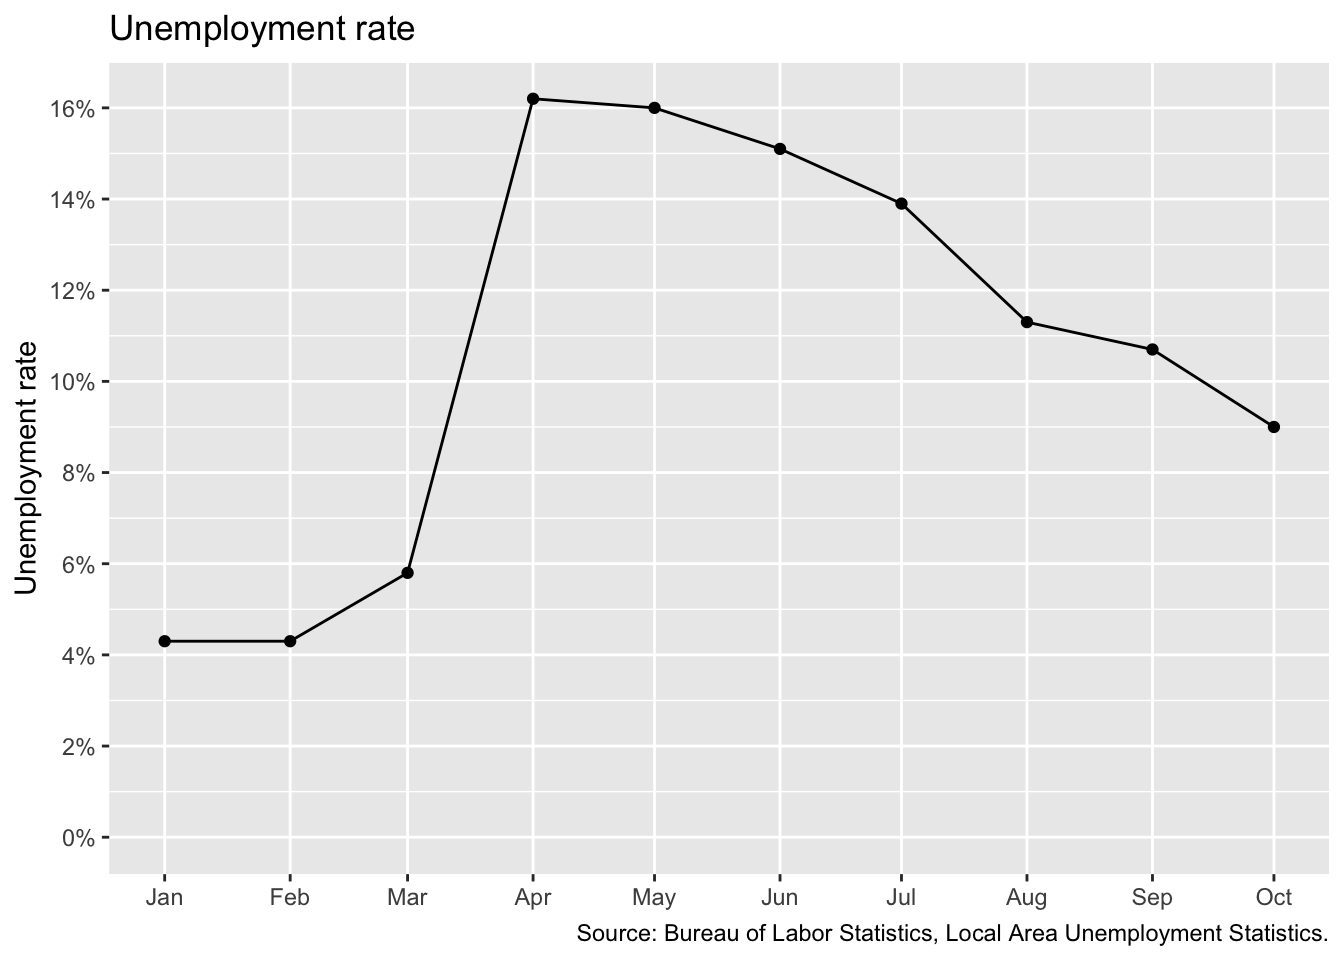 Unemployment rate
Unemployment rate
16%
14%
12%
10%
8%
6%
4%
2%
0%
Jan Feb Mar Apr May Jun Jul Aug Sep Oct
Source: Bureau of Labor Statistics, Local Area Unemployment Statistics.